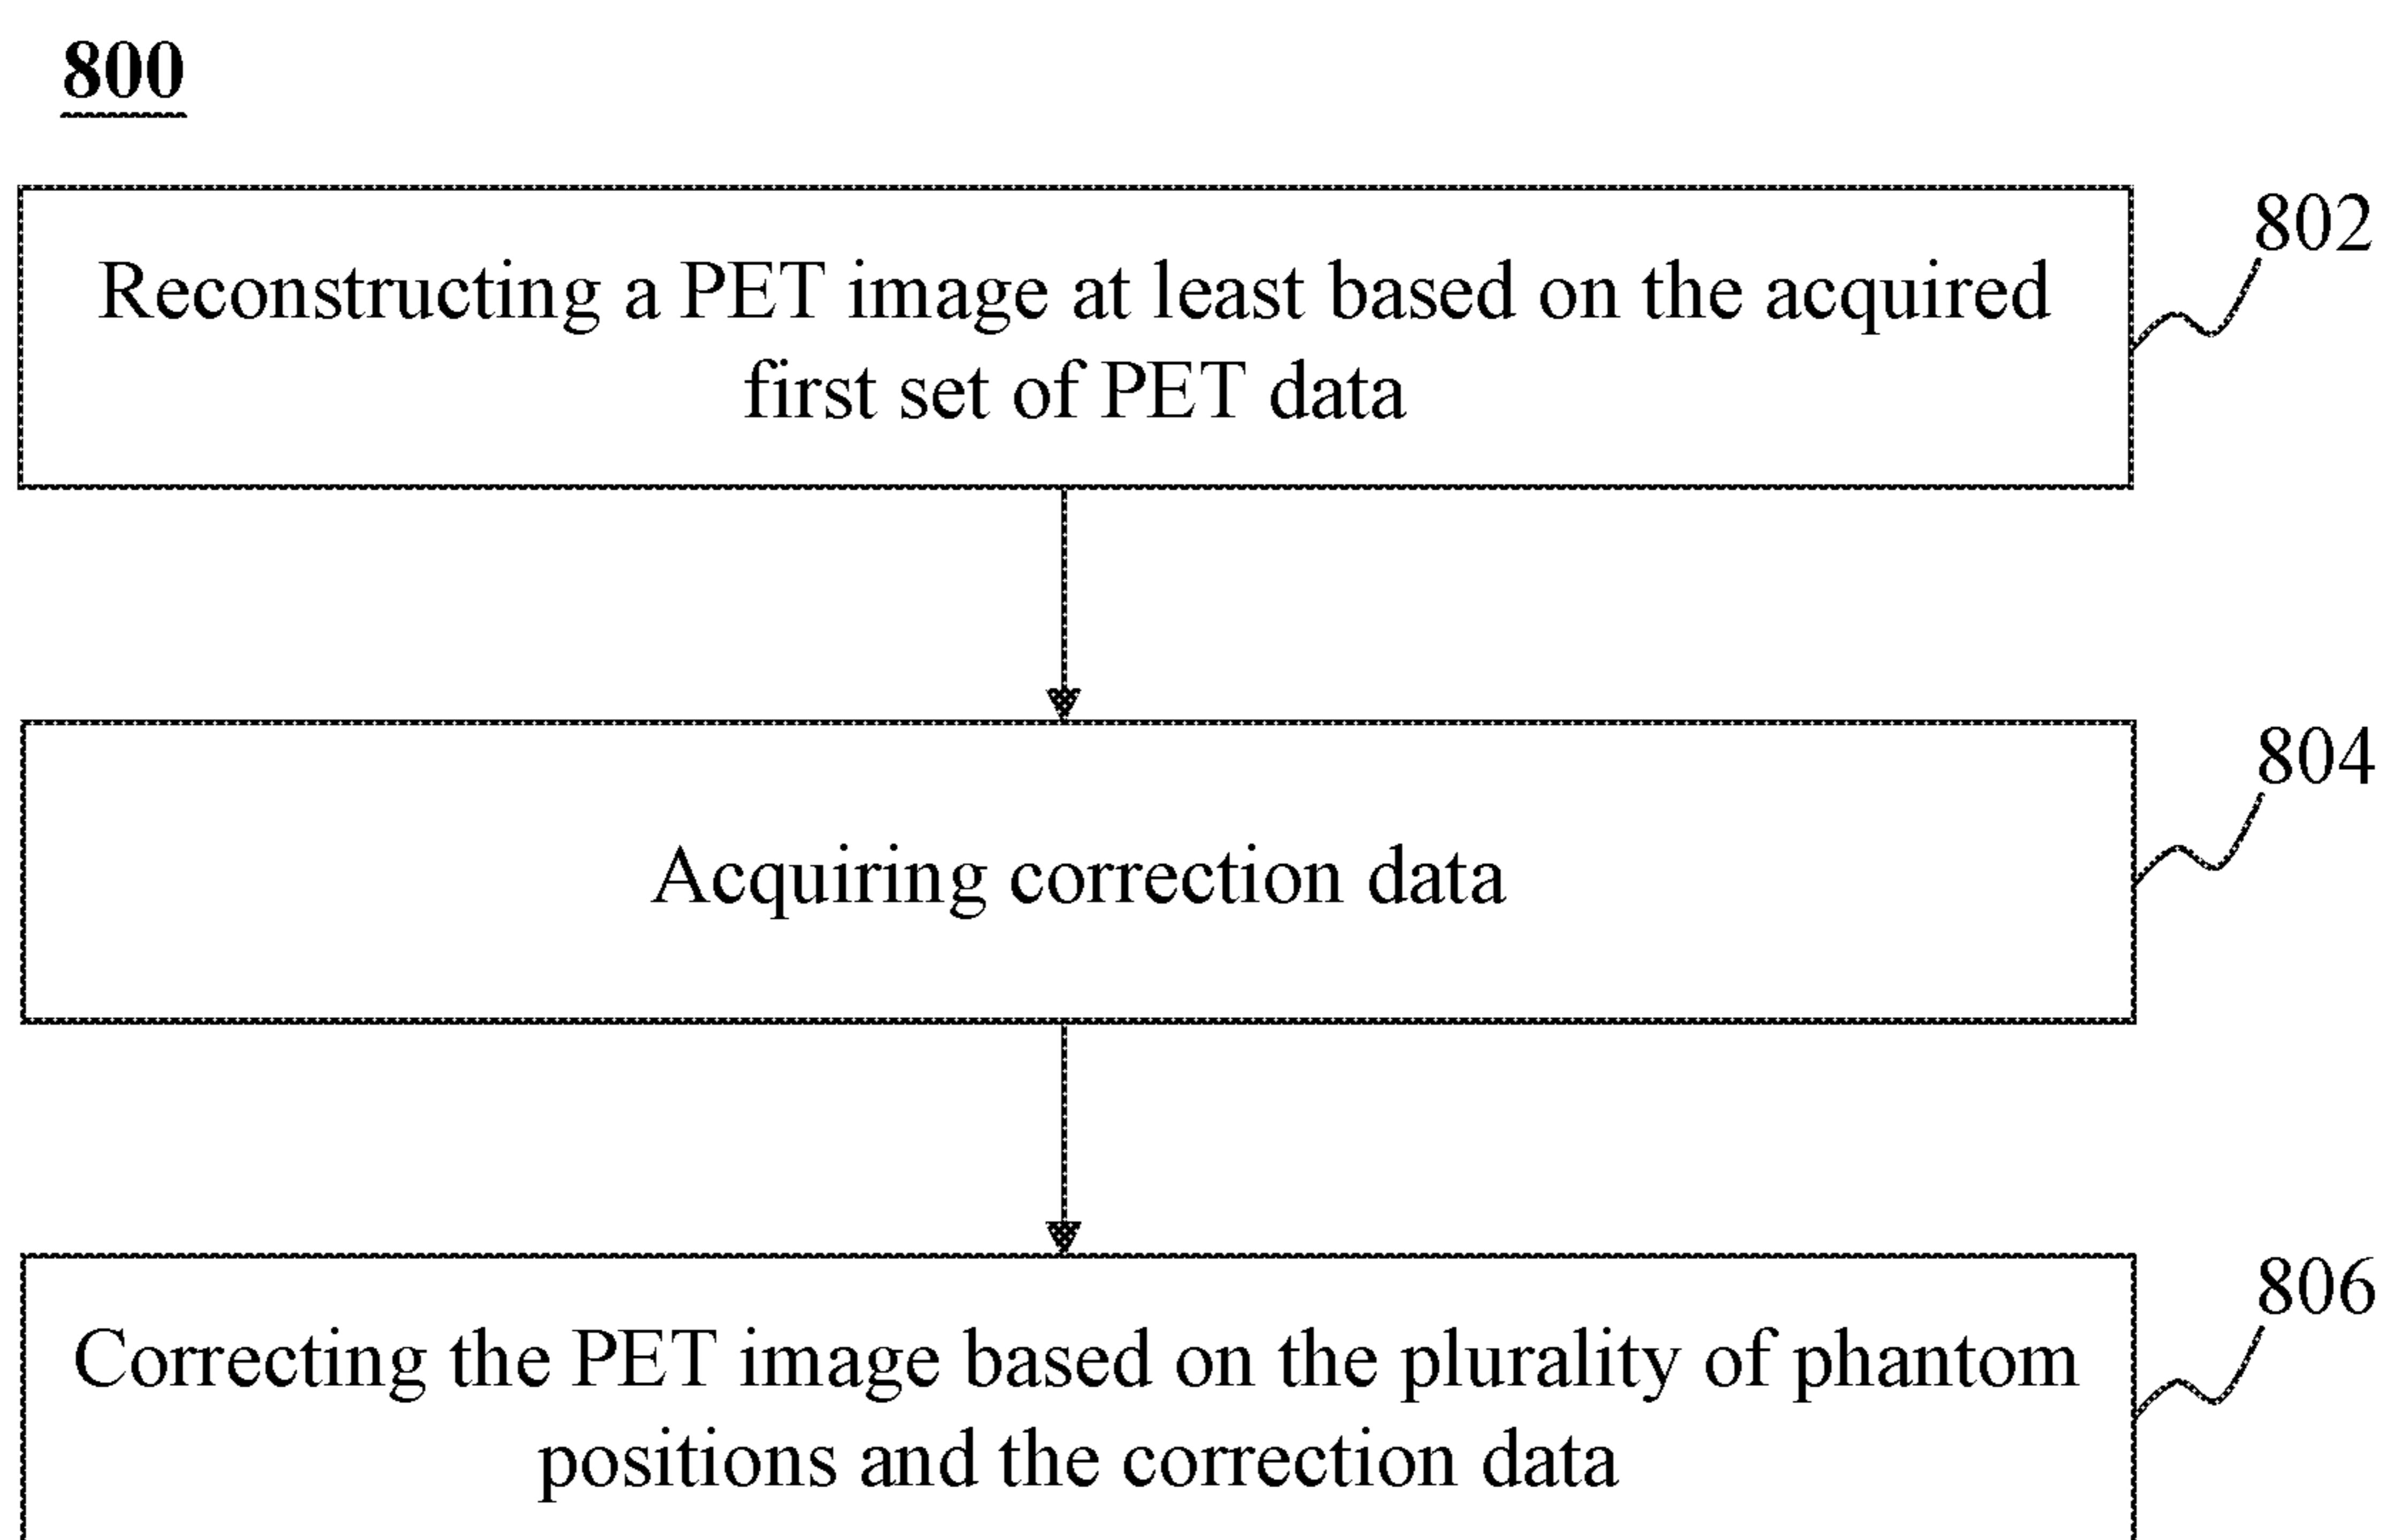 800
802
Reconstructing a PET image at least based on the acquired
first set of PET data
804
Acquiring correction data
806
Correcting the PET image based on the plurality of phantom
positions and the correction data